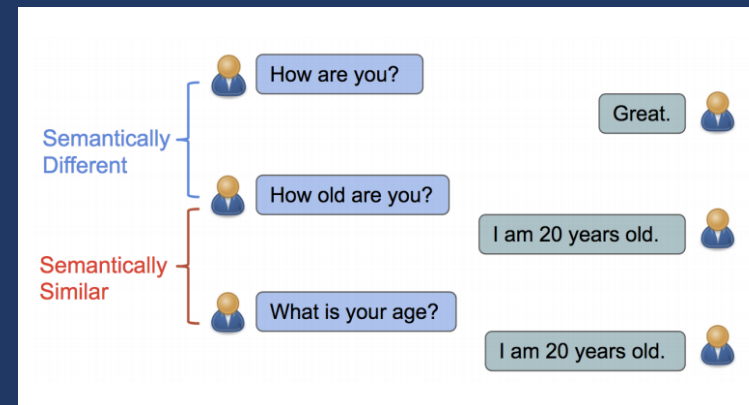 How are you?
Great.
Semantically
Different
How old are you?
I am 20 years old.
Semantically
Similar
What is your age?
I am 20 years old.